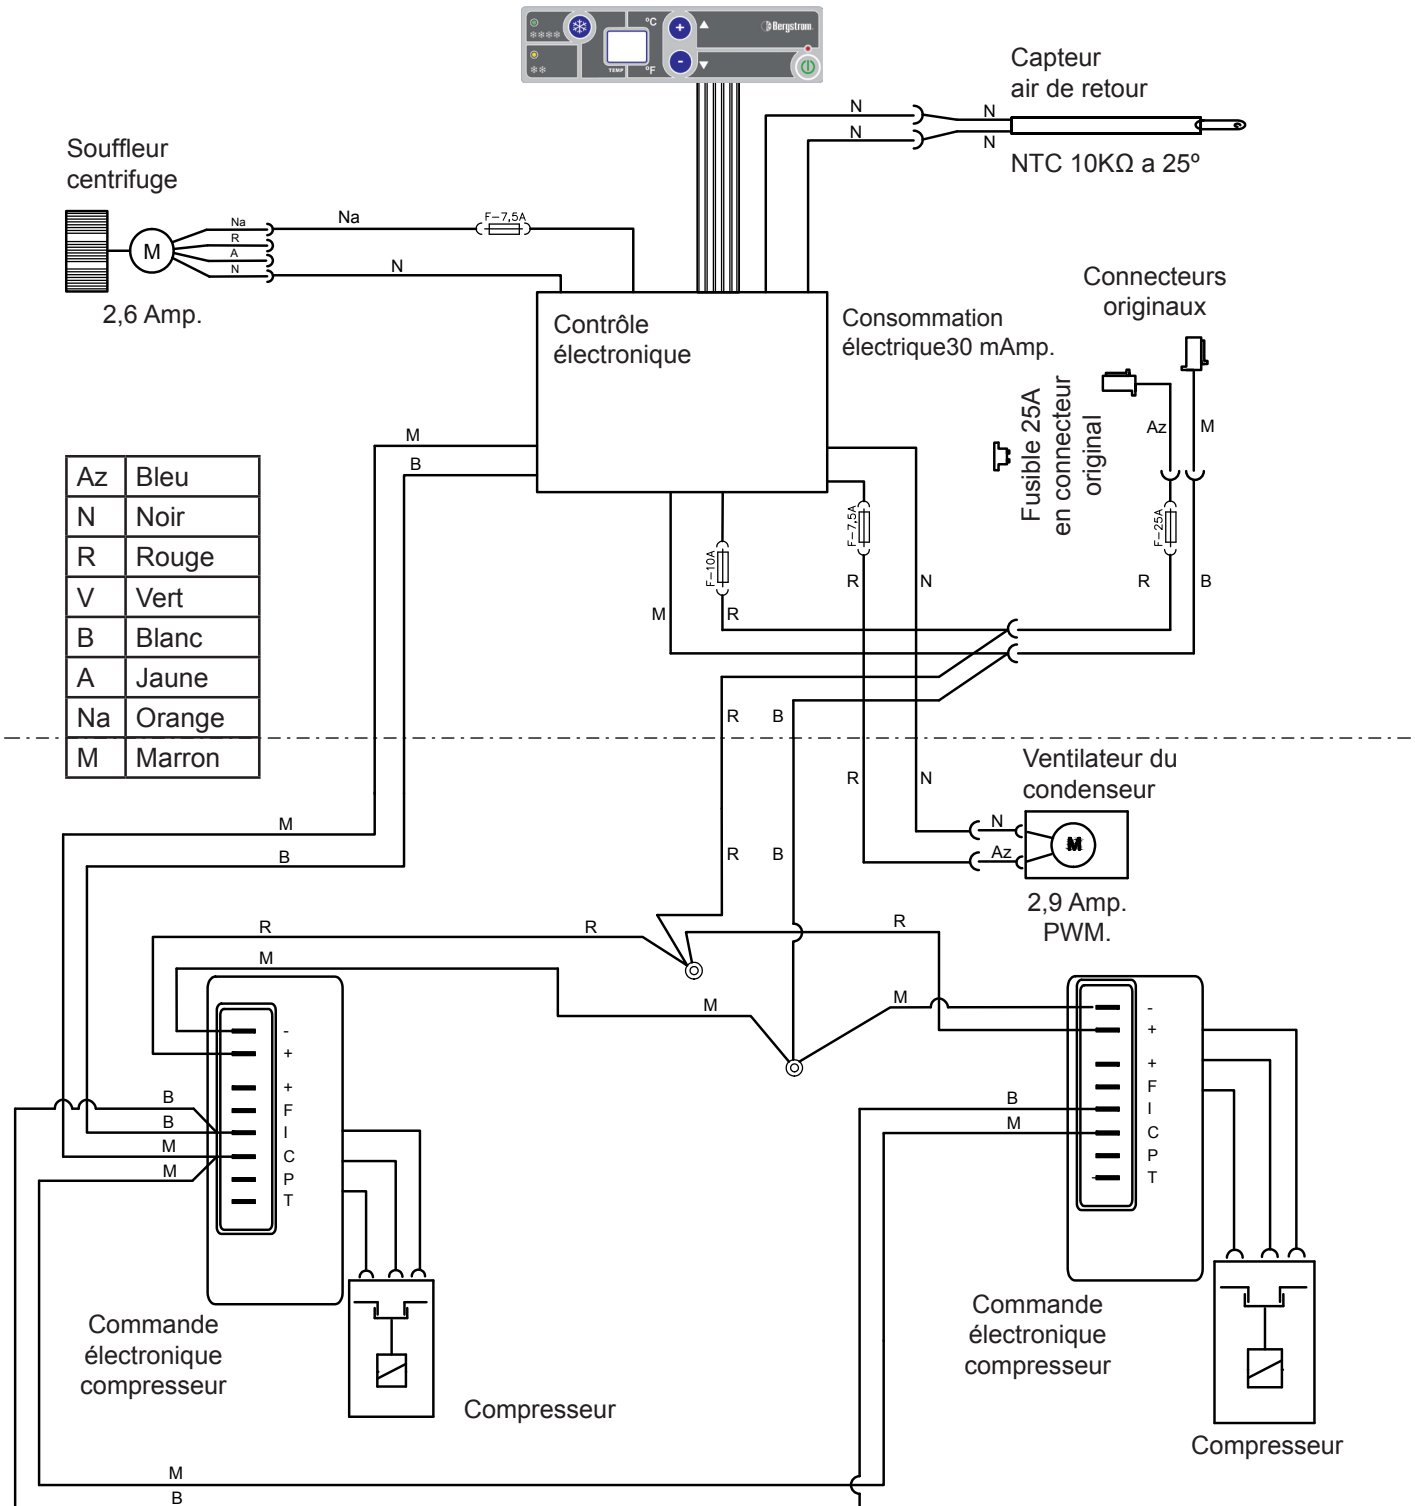 °C
❄❄❄❄
+
Bergstrom
-
❄❄
TEMP
°F
Capteur
air de retour
N
N
N
N
NTC 10KΩ a 25º
Souffleur
centrifuge
Na
R
A
N
Na
F-7,5A
N
M
2,6 Amp.
Contrôle
électronique
Consommation
électrique30 mAmp.
Connecteurs
originaux
Fusible 25A
en connecteur
original
Az
M
F-25A
R
B
M
B
F-10A
F-7,5A
R
N
M
R
Az Bleu
N Noir
R Rouge
V Vert
B Blanc
A Jaune
Na Orange
M Marron
R
B
R
N
Ventilateur du
condenseur
N
Az
M
2,9 Amp.
PWM.
M
B
R
B
R
R
R
M
M
M
-
+
+
F
I
C
P
T
B
B
M
M
-
+
+
F
I
C
P
T
B
M
Commande
électronique
compresseur
Compresseur
Commande
électronique
compresseur
Compresseur
M
B